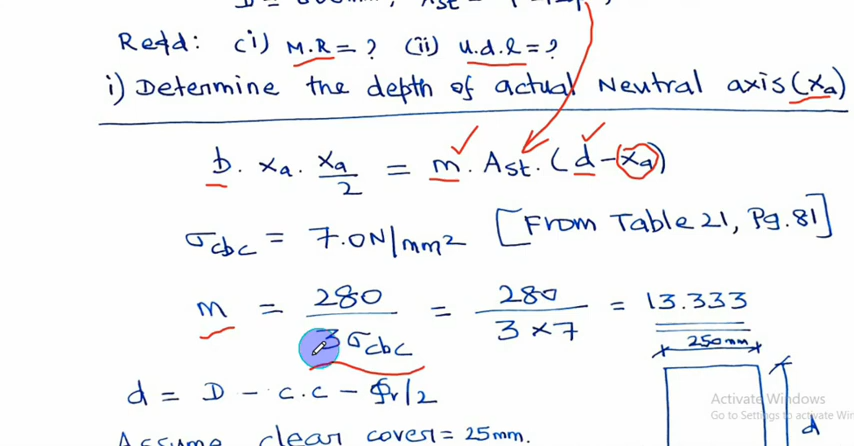 Reqd: (i) M.R = ? (ii) u.d.l = ?
i) Determine the depth of actual Neutral axis (xa)
b. xa. xa/2 = m. Ast. (d - xa)
σcbc = 7.0N/mm2 [From Table 21, Pg. 81]
m = 280/3σcbc = 280/3×7 = 13.333
250mm
d = D - c.c - φr/2
d
Assume clear cover = 25mm.
Activate Windows
Go to Settings to activate Win